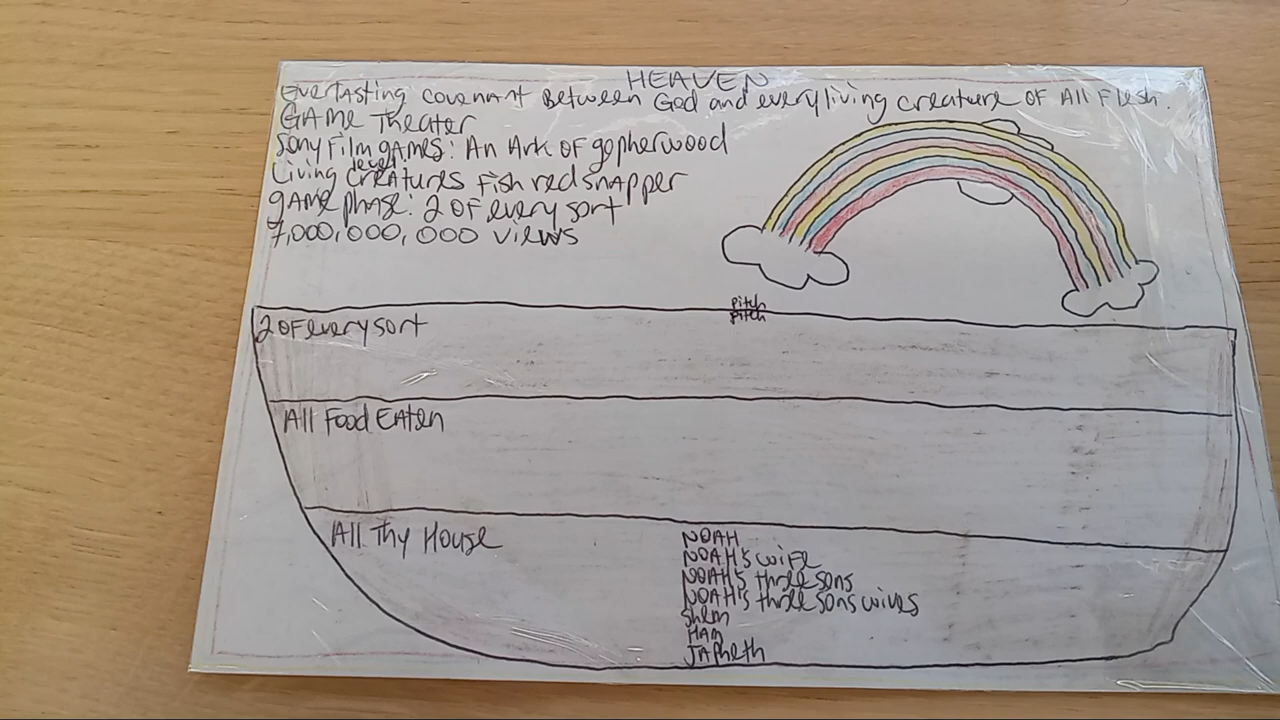 HEAVEN
Everlasting covenant Between God and every living creature of All Flesh.
GAME Theater
Sony Film games: An Ark of gopherwood
level
Living creatures Fish red snapper
game phase: 2 OF every sort
7,000,000,000 views
pitch
pitch
2 OF every sort
All Food Eaten
All Thy House
NOAH
NOAH's wife
NOAH's three sons
NOAH's three sons wives
Shem
HAm
JAPheth